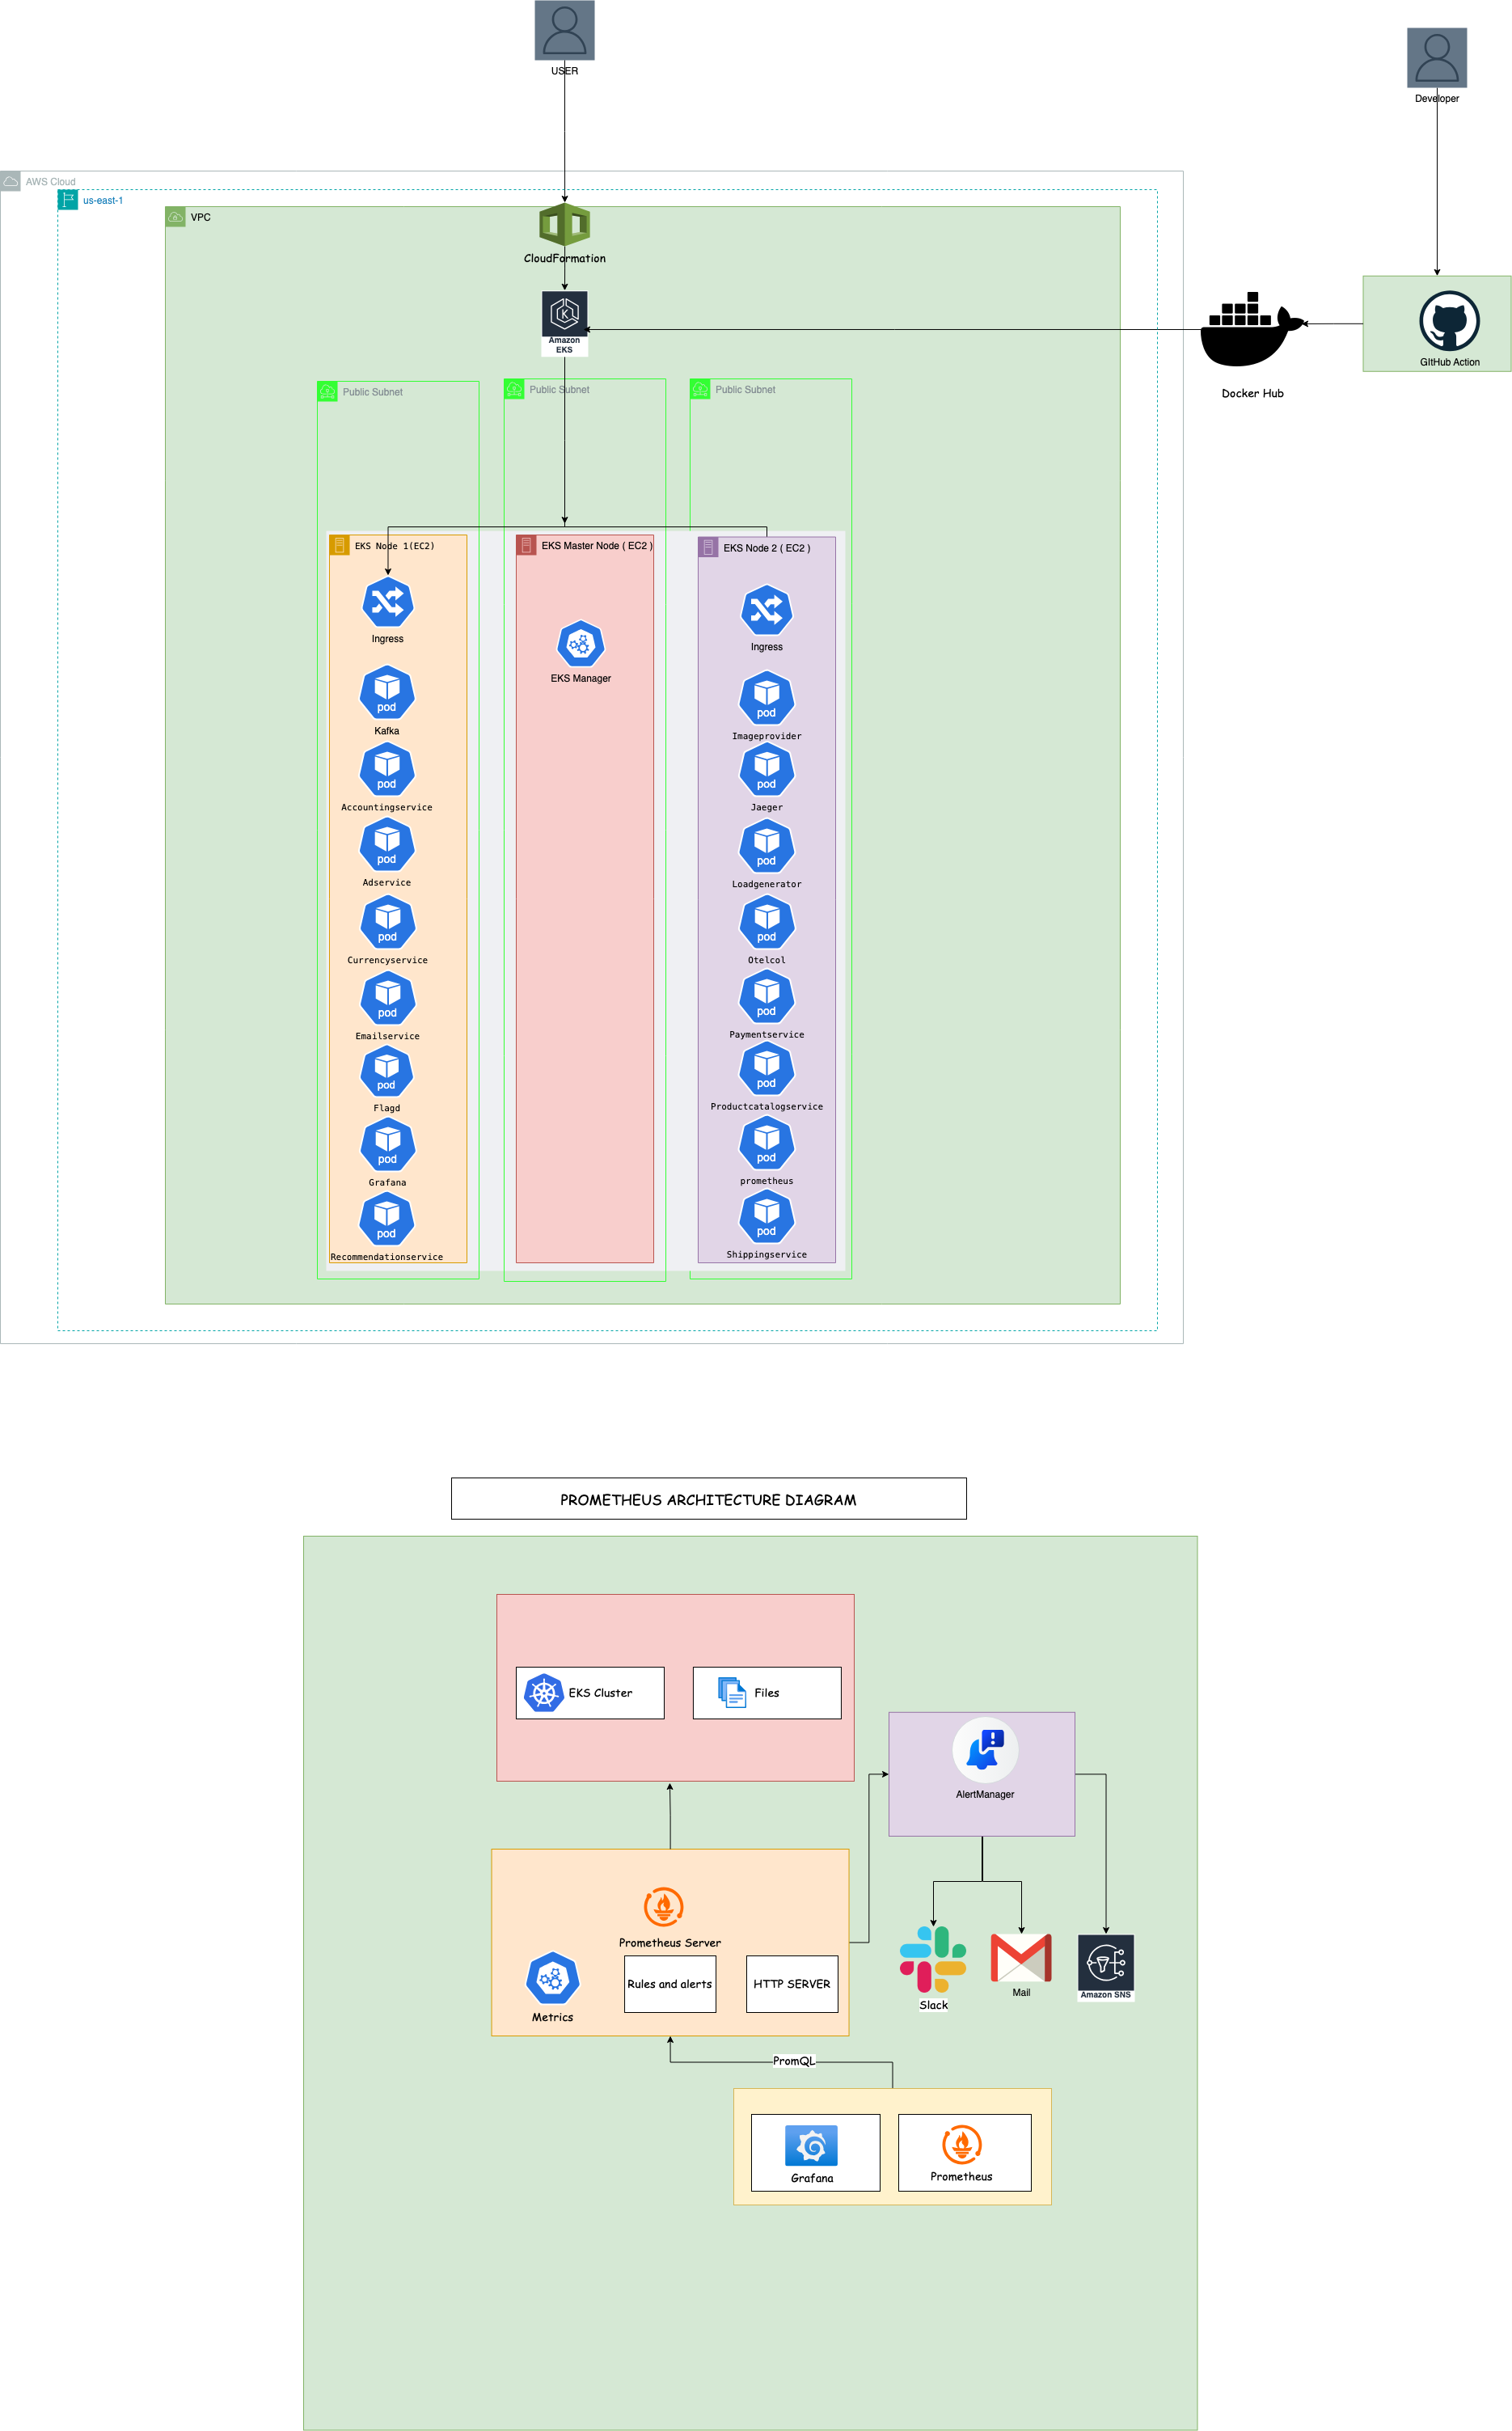 USER
Developer
AWS Cloud
us-east-1
VPC
CloudFormation
Amazon
EKS
GItHub Action
Docker Hub
Public Subnet
Public Subnet
Public Subnet
EKS Node 1(EC2)
EKS Master Node ( EC2 )
EKS Node 2 ( EC2 )
Ingress
Ingress
EKS Manager
pod
Kafka
pod
Imageprovider
pod
Accountingservice
pod
Jaeger
pod
Adservice
pod
Loadgenerator
pod
Currencyservice
pod
Otelcol
pod
Emailservice
pod
Paymentservice
pod
Flagd
pod
Productcatalogservice
pod
Grafana
pod
prometheus
pod
Recommendationservice
pod
Shippingservice
PROMETHEUS ARCHITECTURE DIAGRAM
EKS Cluster
Files
AlertManager
Prometheus Server
Rules and alerts
HTTP SERVER
Metrics
Slack
Mail
Amazon SNS
PromQL
Grafana
Prometheus